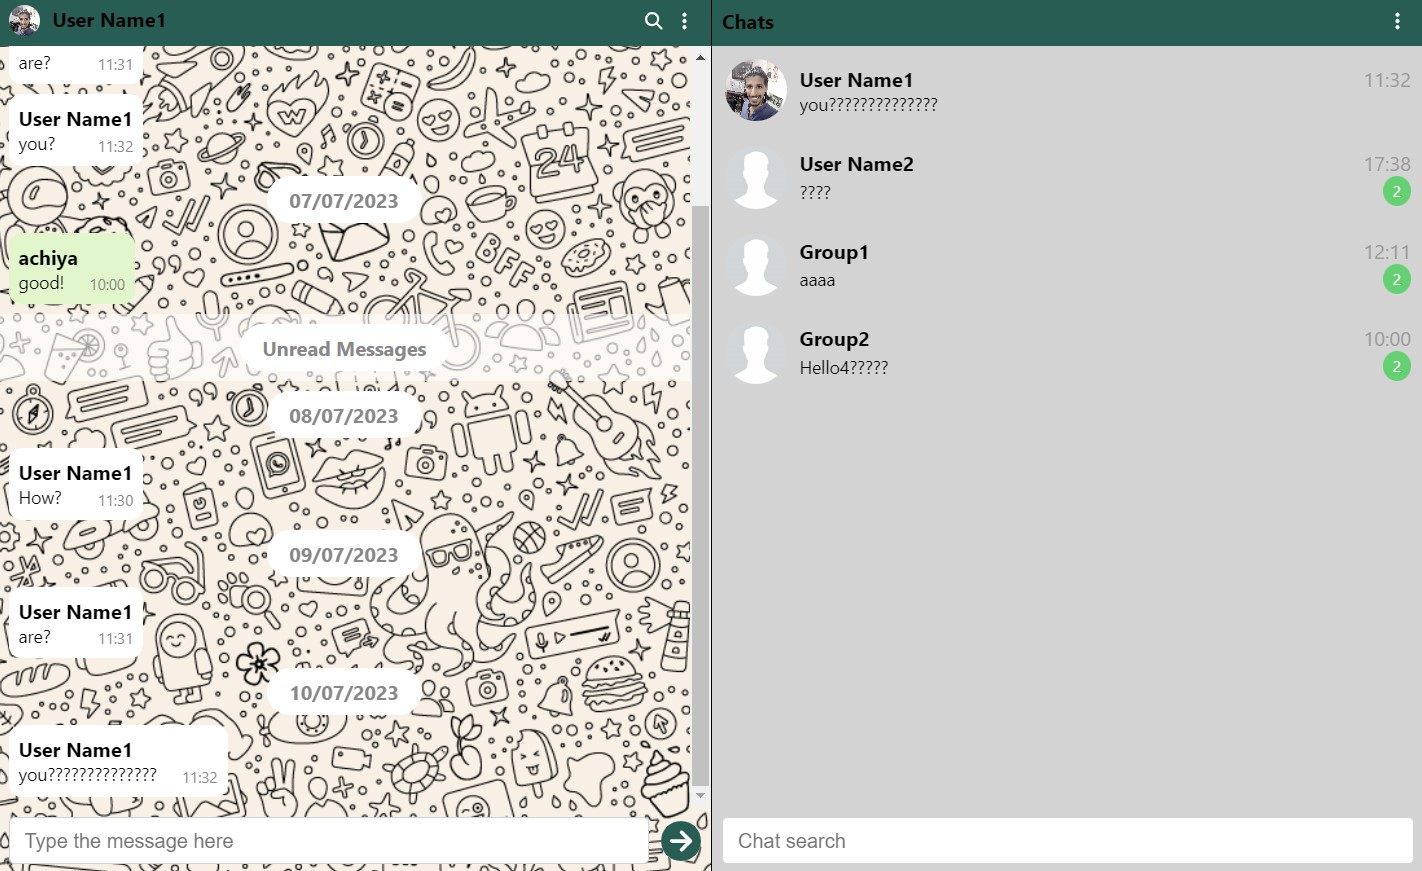 User Name1
are? 11:31
User Name1
you? 11:32
07/07/2023
achiya
good! 10:00
Unread Messages
08/07/2023
User Name1
How? 11:30
09/07/2023
User Name1
are? 11:31
10/07/2023
User Name1
you?????????????? 11:32
Type the message here
24
BFF
W
Chats
User Name1 11:32
you??????????????
User Name2 17:38
???? 2
Group1 12:11
aaaa 2
Group2 10:00
Hello4????? 2
Chat search